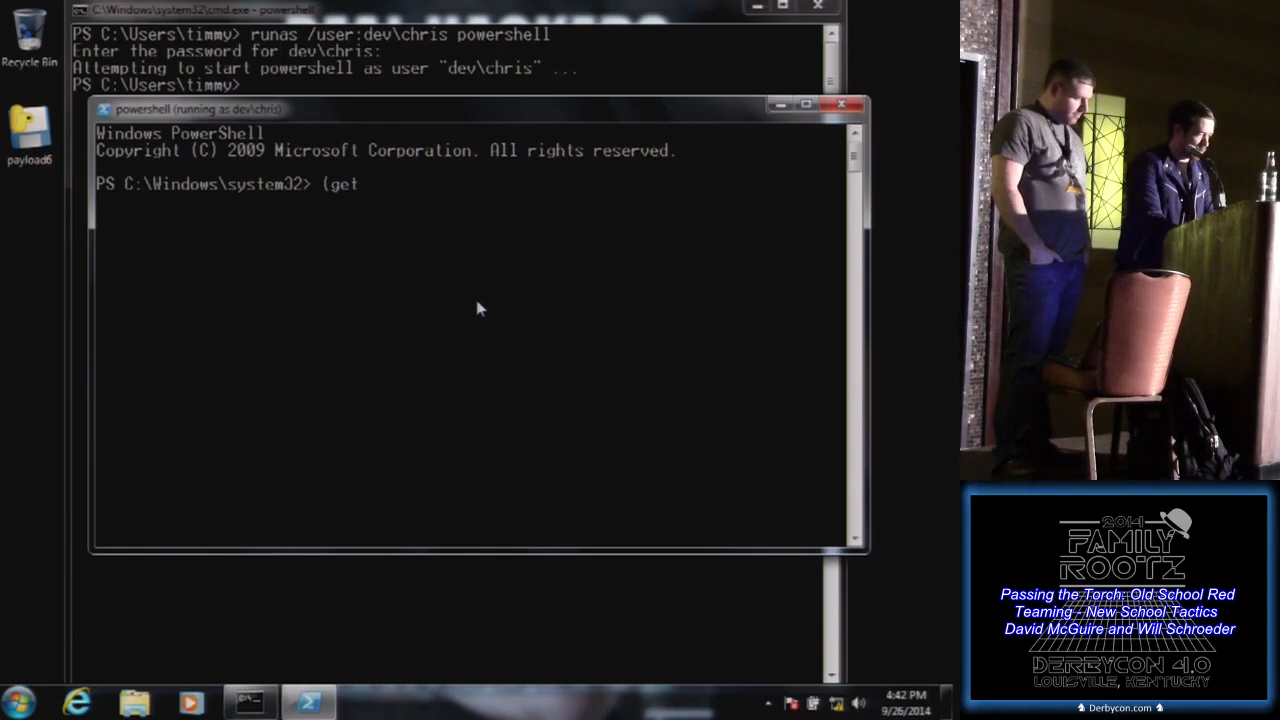 C:\Windows\system32\cmd.exe - powershell
PS C:\Users\timmy> runas /user:dev\chris powershell
Enter the password for dev\chris:
Attempting to start powershell as user "dev\chris" ...
PS C:\Users\timmy>
Recycle Bin
payload6
powershell (running as dev\chris)
Windows PowerShell
Copyright (C) 2009 Microsoft Corporation. All rights reserved.
PS C:\Windows\system32> (get
4:42 PM
9/26/2014
2014
FAMILY
ROOTZ
Passing the Torch: Old School Red
Teaming - New School Tactics
David McGuire and Will Schroeder
DERBYCON 4.0
LOUISVILLE, KENTUCKY
Derbycon.com